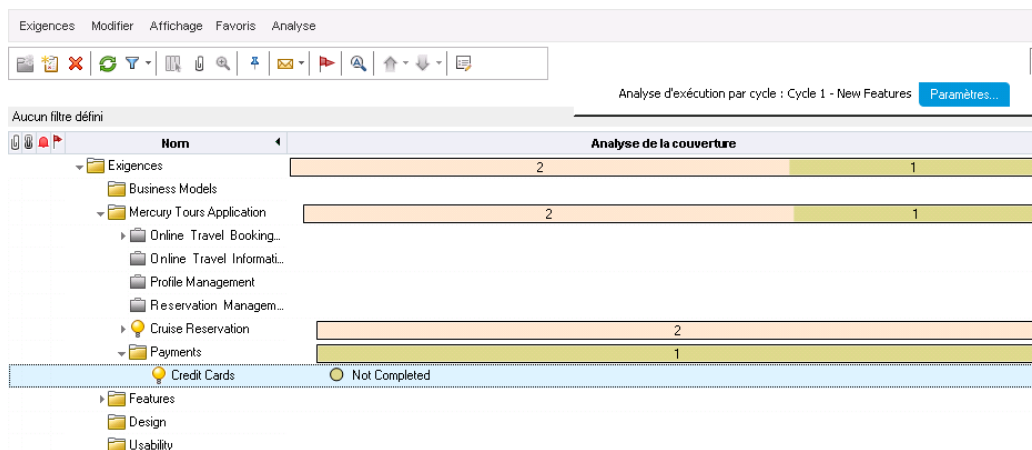 Exigences Modifier Affichage Favoris Analyse
Analyse d'exécution par cycle : Cycle 1 - New Features Paramètres...
Aucun filtre défini
Nom Analyse de la couverture
Exigences 2 1
Business Models
Mercury Tours Application 2 1
Online Travel Booking...
Online Travel Informati...
Profile Management
Reservation Managem...
Cruise Reservation 2
Payments 1
Credit Cards Not Completed
Features
Design
Usability